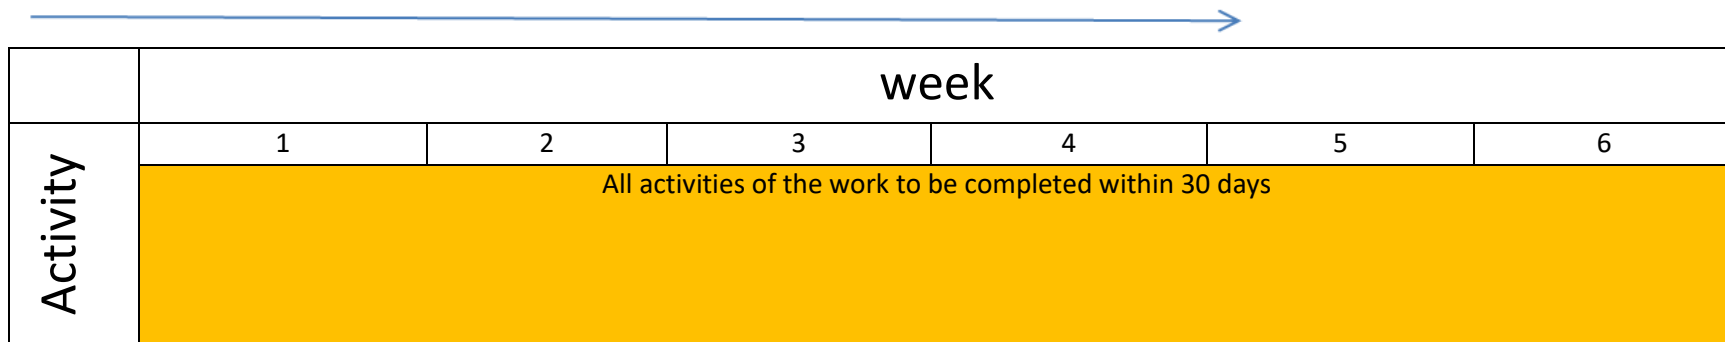 week
1 2 3 4 5 6
Activity
All activities of the work to be completed within 30 days